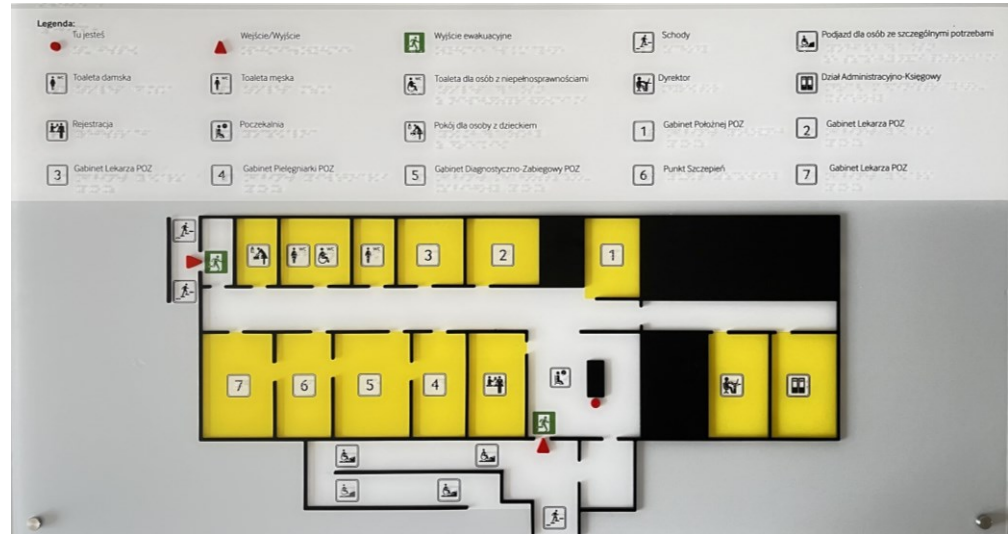 Legenda:
Tu jesteś
Wejście/Wyjście
Wyjście ewakuacyjne
Schody
Podjazd dla osób ze szczególnymi potrzebami
Toaleta damska
Toaleta męska
Toaleta dla osób z niepełnosprawnościami
Dyrektor
Dział Administracyjno-Księgowy
Rejestracja
Poczekalnia
Pokój dla osoby z dzieckiem
1 Gabinet Położnej POZ
2 Gabinet Lekarza POZ
3 Gabinet Lekarza POZ
4 Gabinet Pielęgniarki POZ
5 Gabinet Diagnostyczno-Zabiegowy POZ
6 Punkt Szczepień
7 Gabinet Lekarza POZ
3 2 1
7 6 5 4